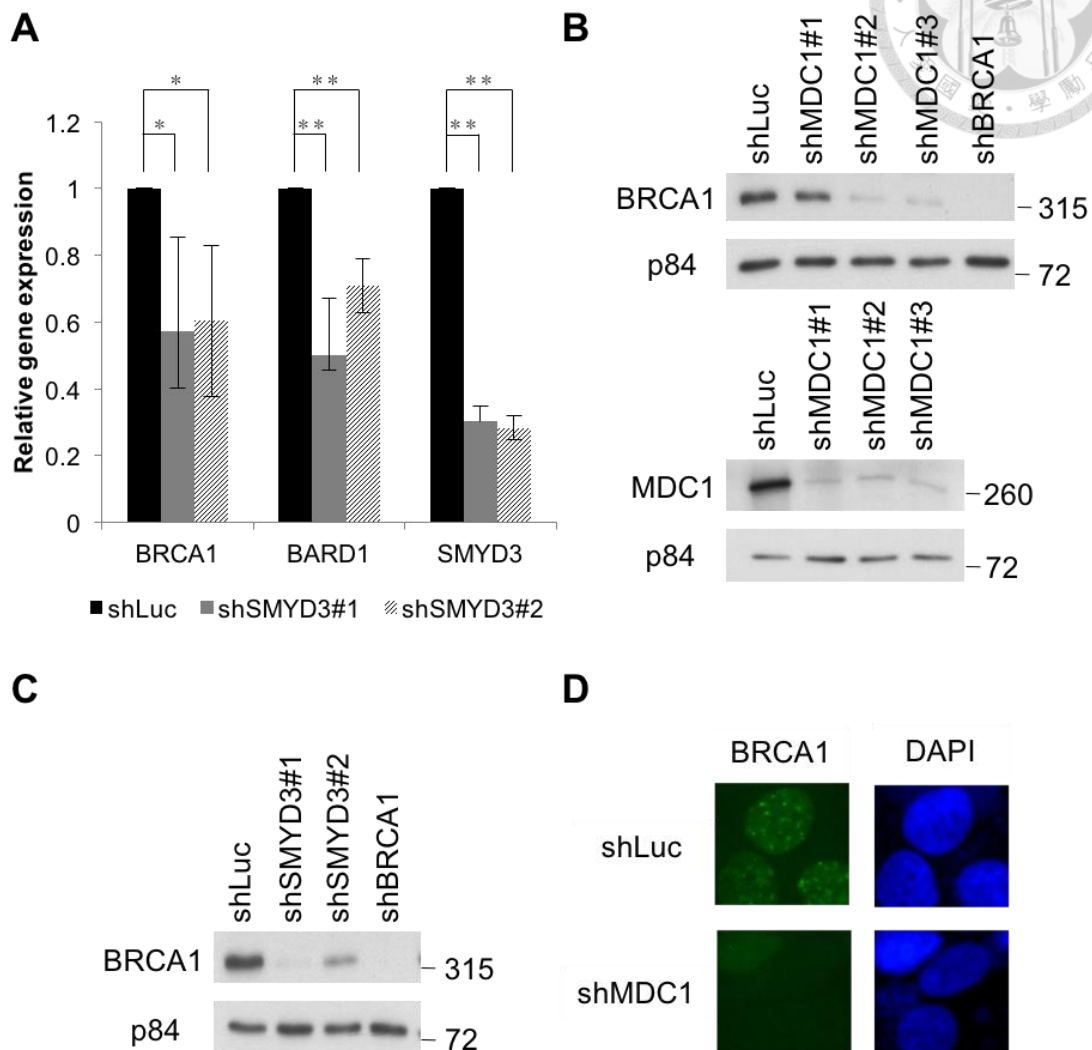 A
* **  **
* ** **
1.2
1
0.8
0.6
0.4
0.2
0
Relative gene expression
BRCA1 BARD1 SMYD3
shLuc shSMYD3#1 shSMYD3#2
B
shLuc shMDC1#1 shMDC1#2 shMDC1#3 shBRCA1
BRCA1 315
p84 72
shLuc shMDC1#1 shMDC1#2 shMDC1#3
MDC1 260
p84 72
C
shLuc shSMYD3#1 shSMYD3#2 shBRCA1
BRCA1 315
p84 72
D
BRCA1 DAPI
shLuc
shMDC1
國
學 勵